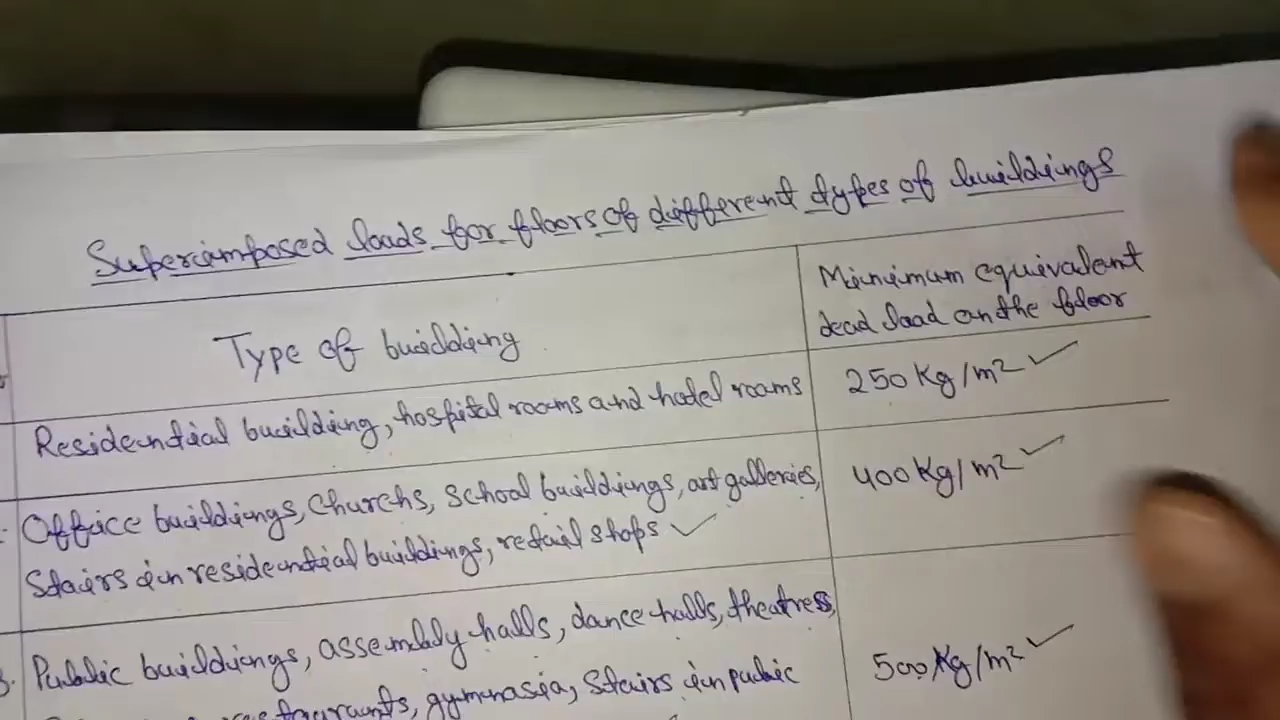 Superimposed loads for floors of different types of buildings
Type of building
Minimum equivalent
dead load on the floor
Residential building, hospital rooms and hotel rooms
250 Kg/m²
Office buildings, Churchs, School buildings, art galleries,
Stairs in residential buildings, retail shops
400 Kg/m²
3. Public buildings, assembly halls, dance halls, theatress,
gymnasia, Stairs in public
500 Kg/m²